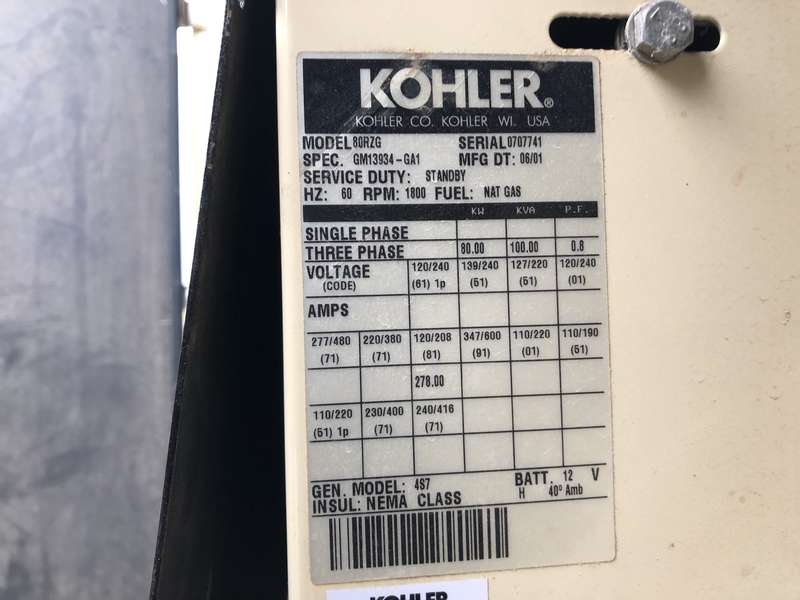 KOHLER®
KOHLER CO. KOHLER WI. USA
MODEL 80RZG SERIAL 0707741
SPEC. GM13934-GA1 MFG DT: 06/01
SERVICE DUTY: STANDBY
HZ: 60 RPM: 1800 FUEL: NAT GAS
KW KVA P.F.
SINGLE PHASE
THREE PHASE 80.00 100.00 0.8
VOLTAGE 120/240 139/240 127/220 120/240
(CODE) (61) 1p (51) (51) (01)
AMPS
277/480 220/380 120/208 347/600 110/220 110/190
(71) (71) (81) (91) (01) (51)
278.00
110/220 230/400 240/416
(51) 1p (71) (71)
GEN. MODEL: 4S7 BATT. 12 V
INSUL: NEMA CLASS H 40º Amb
KOHLER